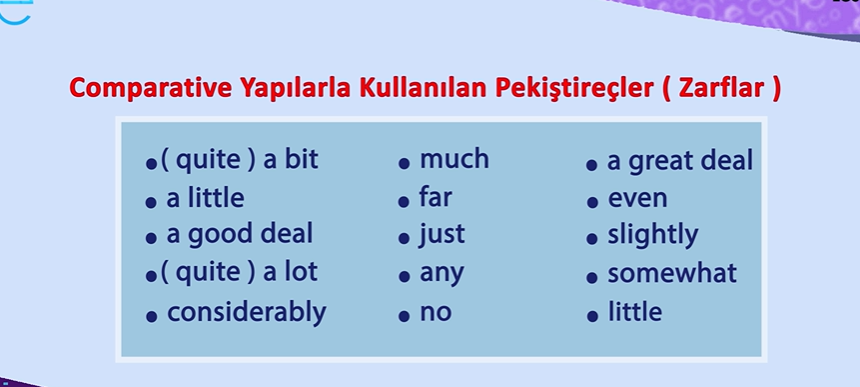 Comparative Yapılarla Kullanılan Pekiştireçler ( Zarflar )
•( quite ) a bit
• a little
• a good deal
•( quite ) a lot
• considerably
• much
• far
• just
• any
• no
• a great deal
• even
• slightly
• somewhat
• little